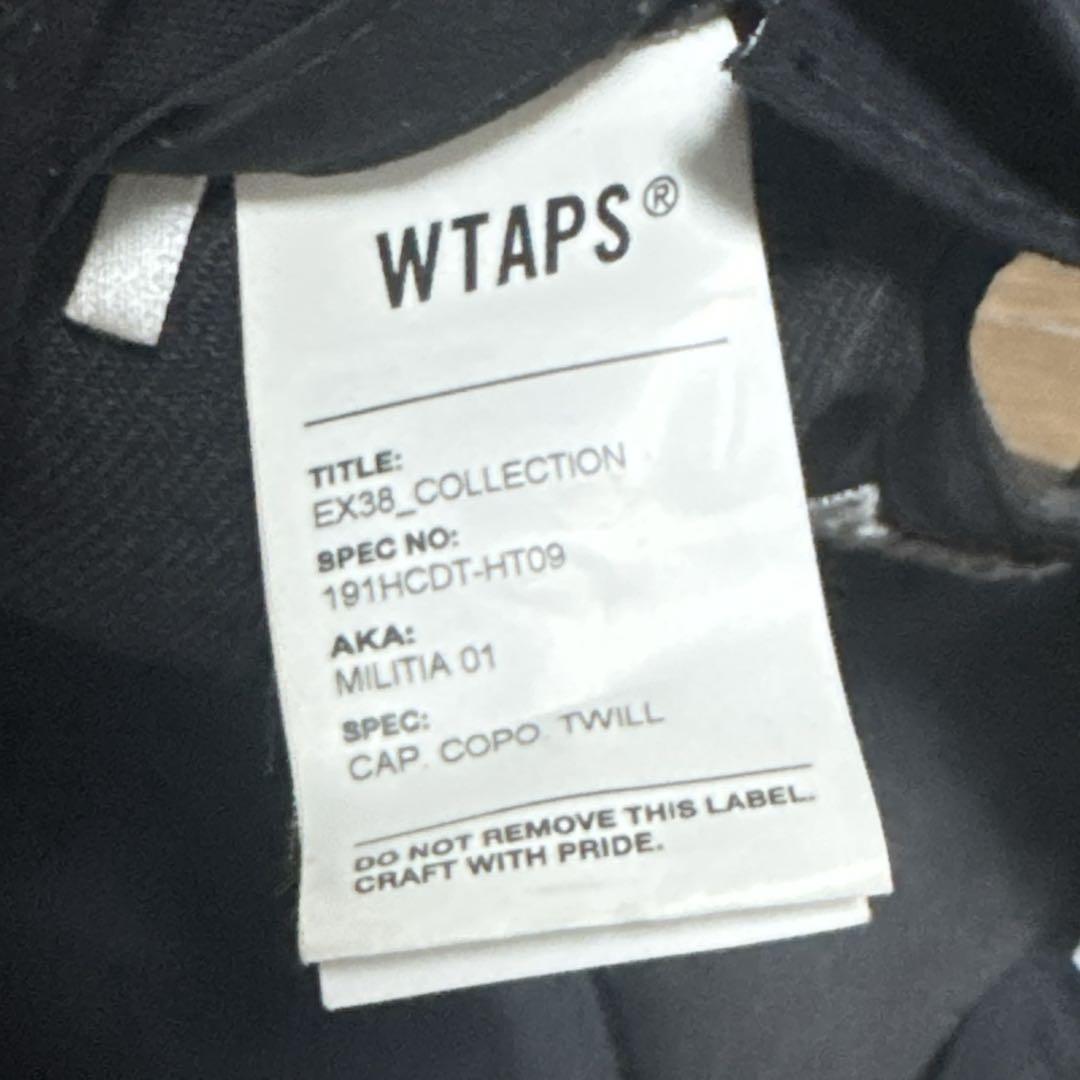 WTAPS®
TITLE:
EX38_COLLECTION
SPEC NO:
191HCDT-HT09
AKA:
MILITIA 01
SPEC:
CAP. COPO. TWILL
DO NOT REMOVE THIS LABEL.
CRAFT WITH PRIDE.